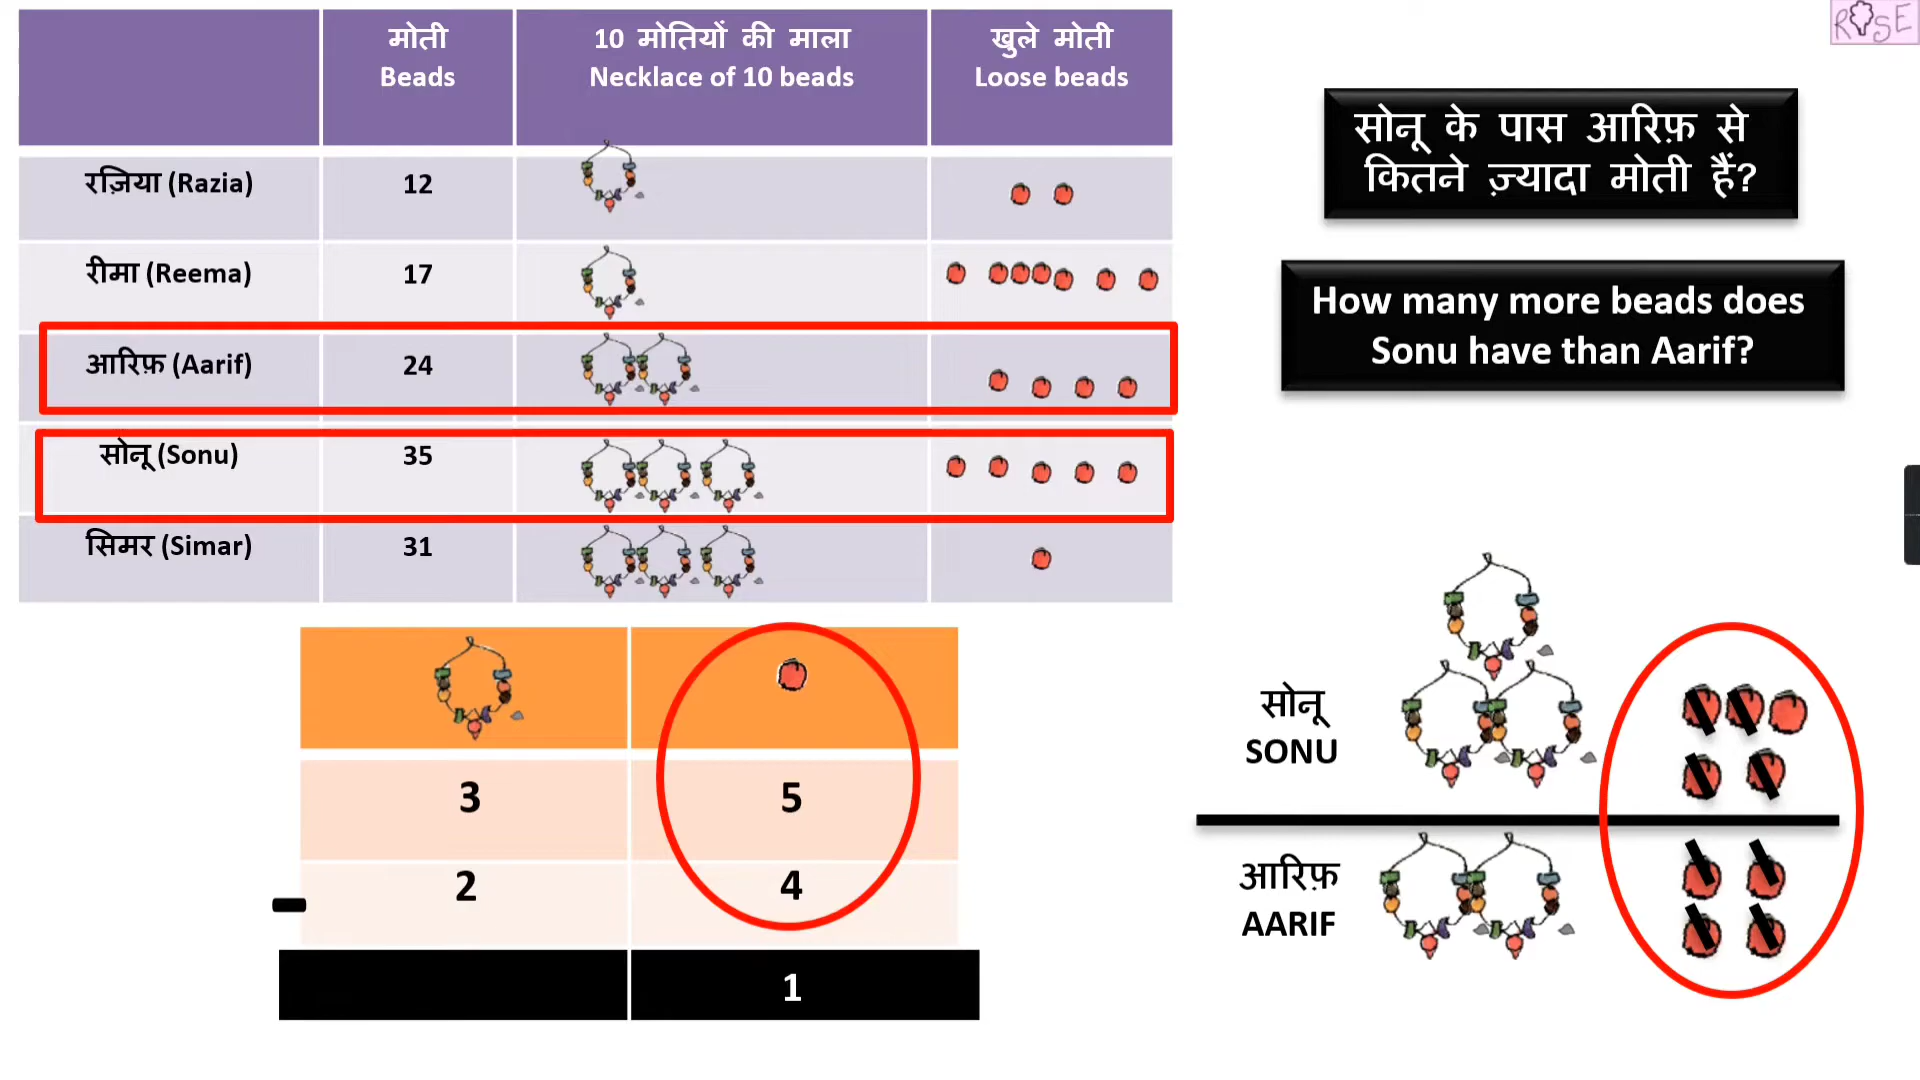 मोती
Beads
10 मोतियों की माला
Necklace of 10 beads
खुले मोती
Loose beads
रज़िया (Razia)
12
रीमा (Reema)
17
आरिफ़ (Aarif)
24
सोनू (Sonu)
35
सिमर (Simar)
31
ROSE
सोनू के पास आरिफ़ से
कितने ज़्यादा मोती हैं?
How many more beads does
Sonu have than Aarif?
3 5
- 2 4
1
सोनू
SONU
आरिफ़
AARIF